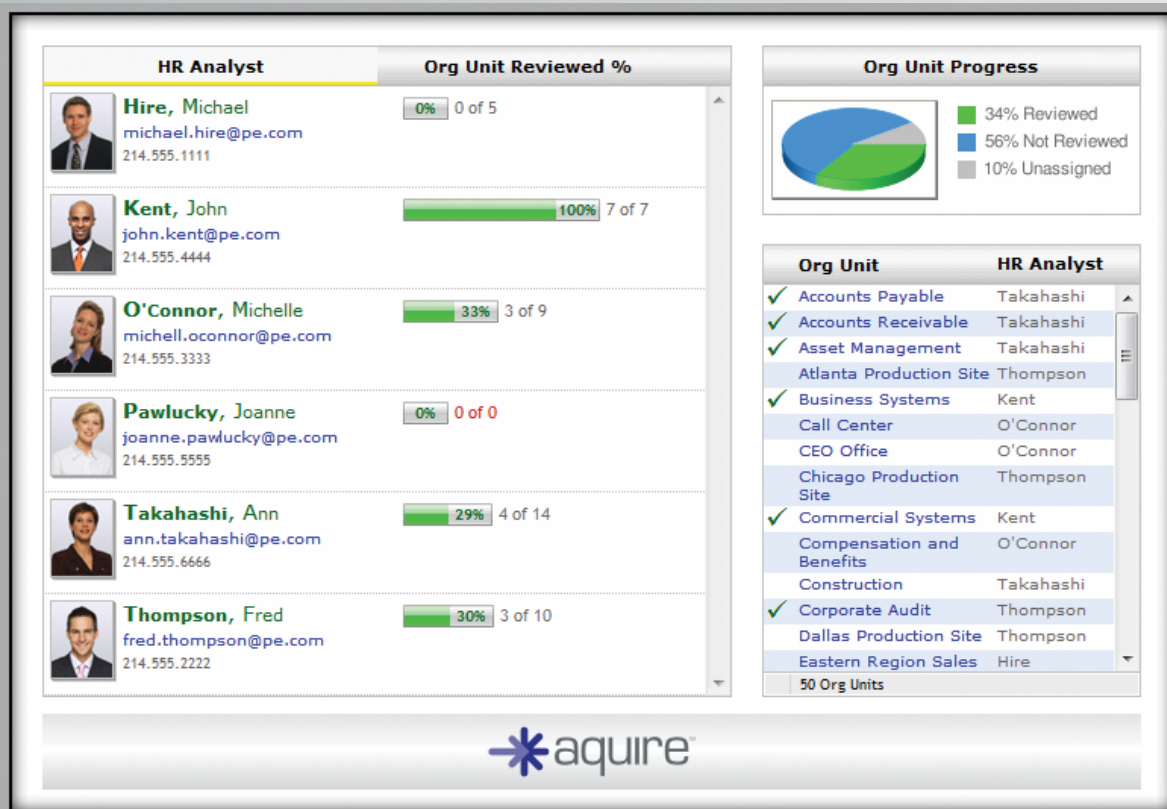 HR Analyst
Org Unit Reviewed %
Hire, Michael
michael.hire@pe.com
214.555.1111
0% 0 of 5
Kent, John
john.kent@pe.com
214.555.4444
100% 7 of 7
O'Connor, Michelle
michell.oconnor@pe.com
214.555.3333
33% 3 of 9
Pawlucky, Joanne
joanne.pawlucky@pe.com
214.555.5555
0% 0 of 0
Takahashi, Ann
ann.takahashi@pe.com
214.555.6666
29% 4 of 14
Thompson, Fred
fred.thompson@pe.com
214.555.2222
30% 3 of 10
Org Unit Progress
34% Reviewed
56% Not Reviewed
10% Unassigned
Org Unit HR Analyst
Accounts Payable Takahashi
Accounts Receivable Takahashi
Asset Management Takahashi
Atlanta Production Site Thompson
Business Systems Kent
Call Center O'Connor
CEO Office O'Connor
Chicago Production Thompson
Site
Commercial Systems Kent
Compensation and O'Connor
Benefits
Construction Takahashi
Corporate Audit Thompson
Dallas Production Site Thompson
Eastern Region Sales Hire
50 Org Units
aquire™